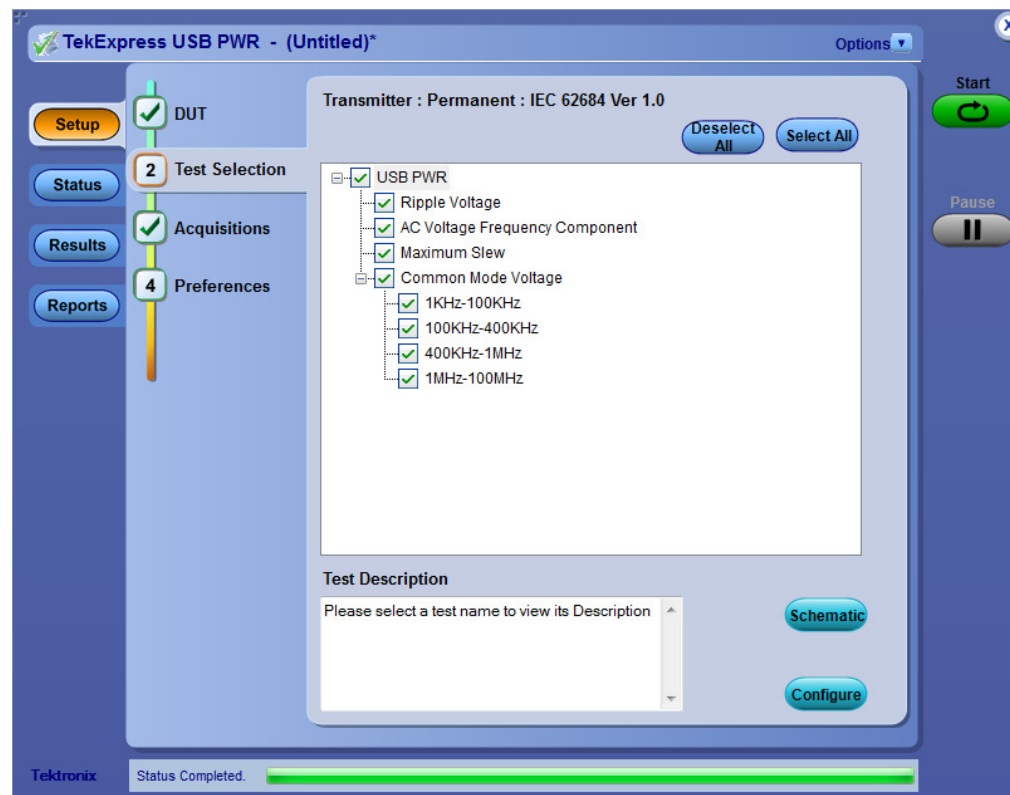 TekExpress USB PWR - (Untitled)*
Options
Start
Pause
Setup
Status
Results
Reports
DUT
2 Test Selection
Acquisitions
4 Preferences
Transmitter : Permanent : IEC 62684 Ver 1.0
Deselect
All
Select All
USB PWR
Ripple Voltage
AC Voltage Frequency Component
Maximum Slew
Common Mode Voltage
1KHz-100KHz
100KHz-400KHz
400KHz-1MHz
1MHz-100MHz
Test Description
Please select a test name to view its Description
Schematic
Configure
Tektronix
Status Completed.